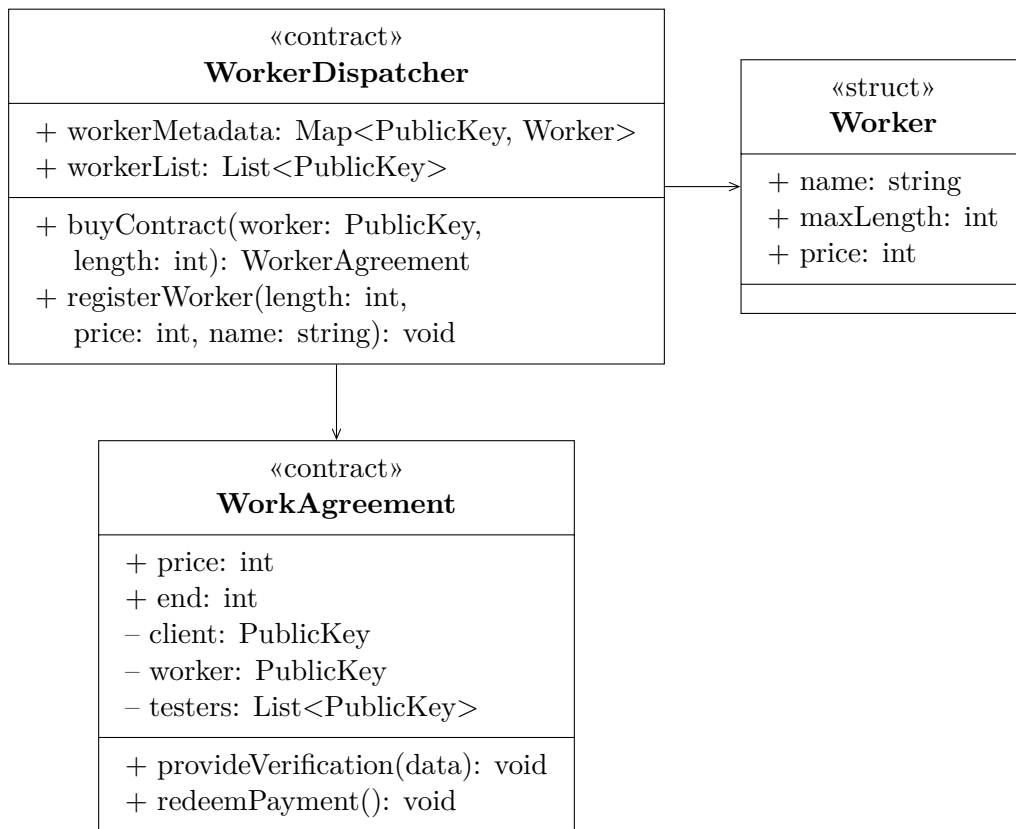 «contract»
WorkerDispatcher
+ workerMetadata: Map<PublicKey, Worker>
+ workerList: List<PublicKey>
+ buyContract(worker: PublicKey,
length: int): WorkerAgreement
+ registerWorker(length: int,
price: int, name: string): void
«struct»
Worker
+ name: string
+ maxLength: int
+ price: int
«contract»
WorkAgreement
+ price: int
+ end: int
– client: PublicKey
– worker: PublicKey
– testers: List<PublicKey>
+ provideVerification(data): void
+ redeemPayment(): void